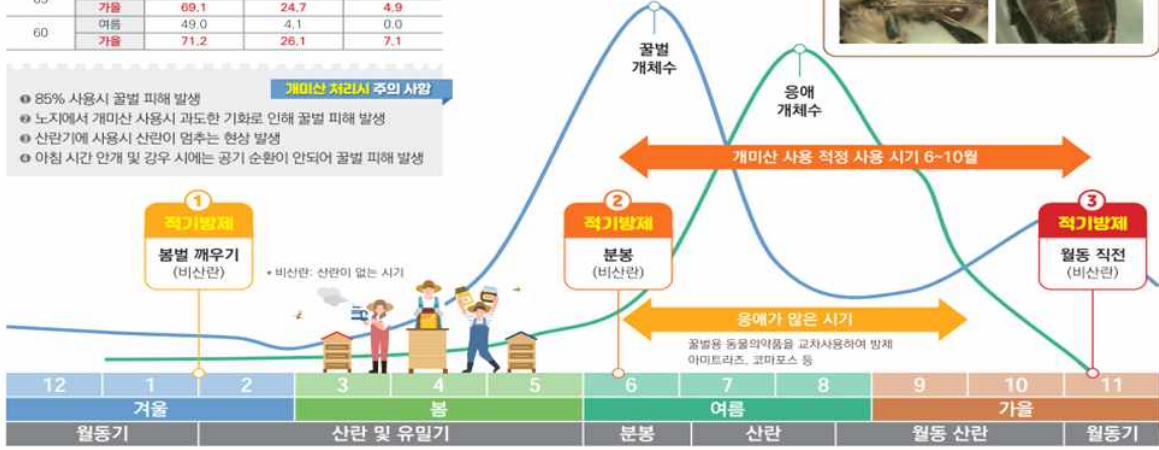 가을 69.1 24.7 4.9
60 여름 49.0 4.1 0.0
가을 71.2 26.1 7.1
개미산 처리시 주의 사항
❶ 85% 사용시 꿀벌 피해 발생
❷ 노지에서 개미산 사용시 과도한 기화로 인해 꿀벌 피해 발생
❸ 산란기에 사용시 산란이 멈추는 현상 발생
❹ 아침 시간 안개 및 강우 시에는 공기 순환이 안되어 꿀벌 피해 발생
꿀벌
개체수
응애
개체수
개미산 사용 적정 사용 시기 6~10월
1
적기방제
봄벌 깨우기
(비산란)
* 비산란: 산란이 없는 시기
2
적기방제
분봉
(비산란)
3
적기방제
월동 직전
(비산란)
응애가 많은 시기
꿀벌용 동물의약품을 교차사용하여 방제
아미트라즈, 코마포스 등
12 1 2 3 4 5 6 7 8 9 10 11
겨울 봄 여름 가을
월동기 산란 및 유밀기 분봉 산란 월동 산란 월동기